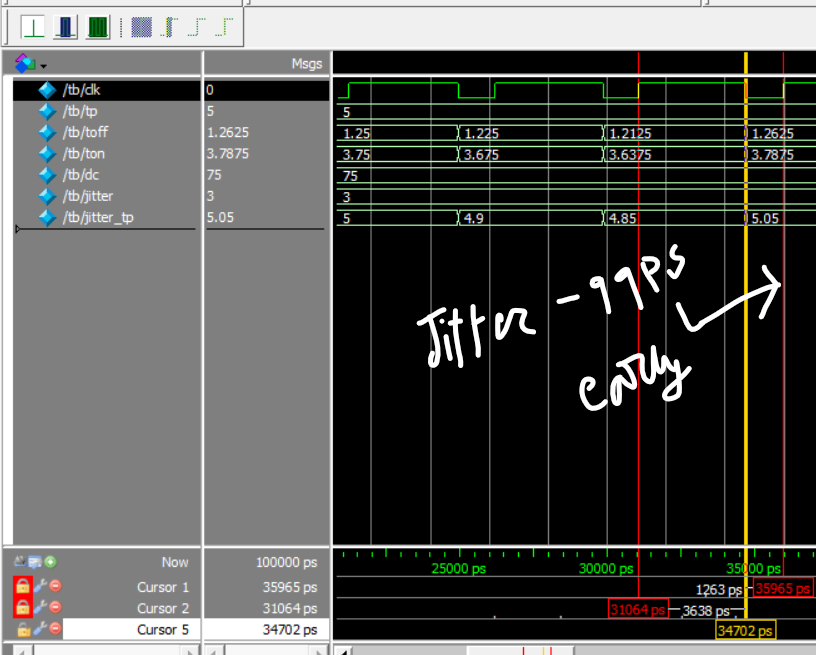 Msgs
/tb/clk 0
/tb/tp 5 5
/tb/toff 1.2625 1.25 1.225 1.2125 1.2625
/tb/ton 3.7875 3.75 3.675 3.6375 3.7875
/tb/dc 75 75
/tb/jitter 3 3
/tb/jitter_tp 5.05 5 4.9 4.85 5.05
Jitter -99ps
early
Now 100000 ps 25000 ps 30000 ps 35000 ps
Cursor 1 35965 ps 1263 ps 35965 ps
Cursor 2 31064 ps 31064 ps 3638 ps
Cursor 5 34702 ps 34702 ps